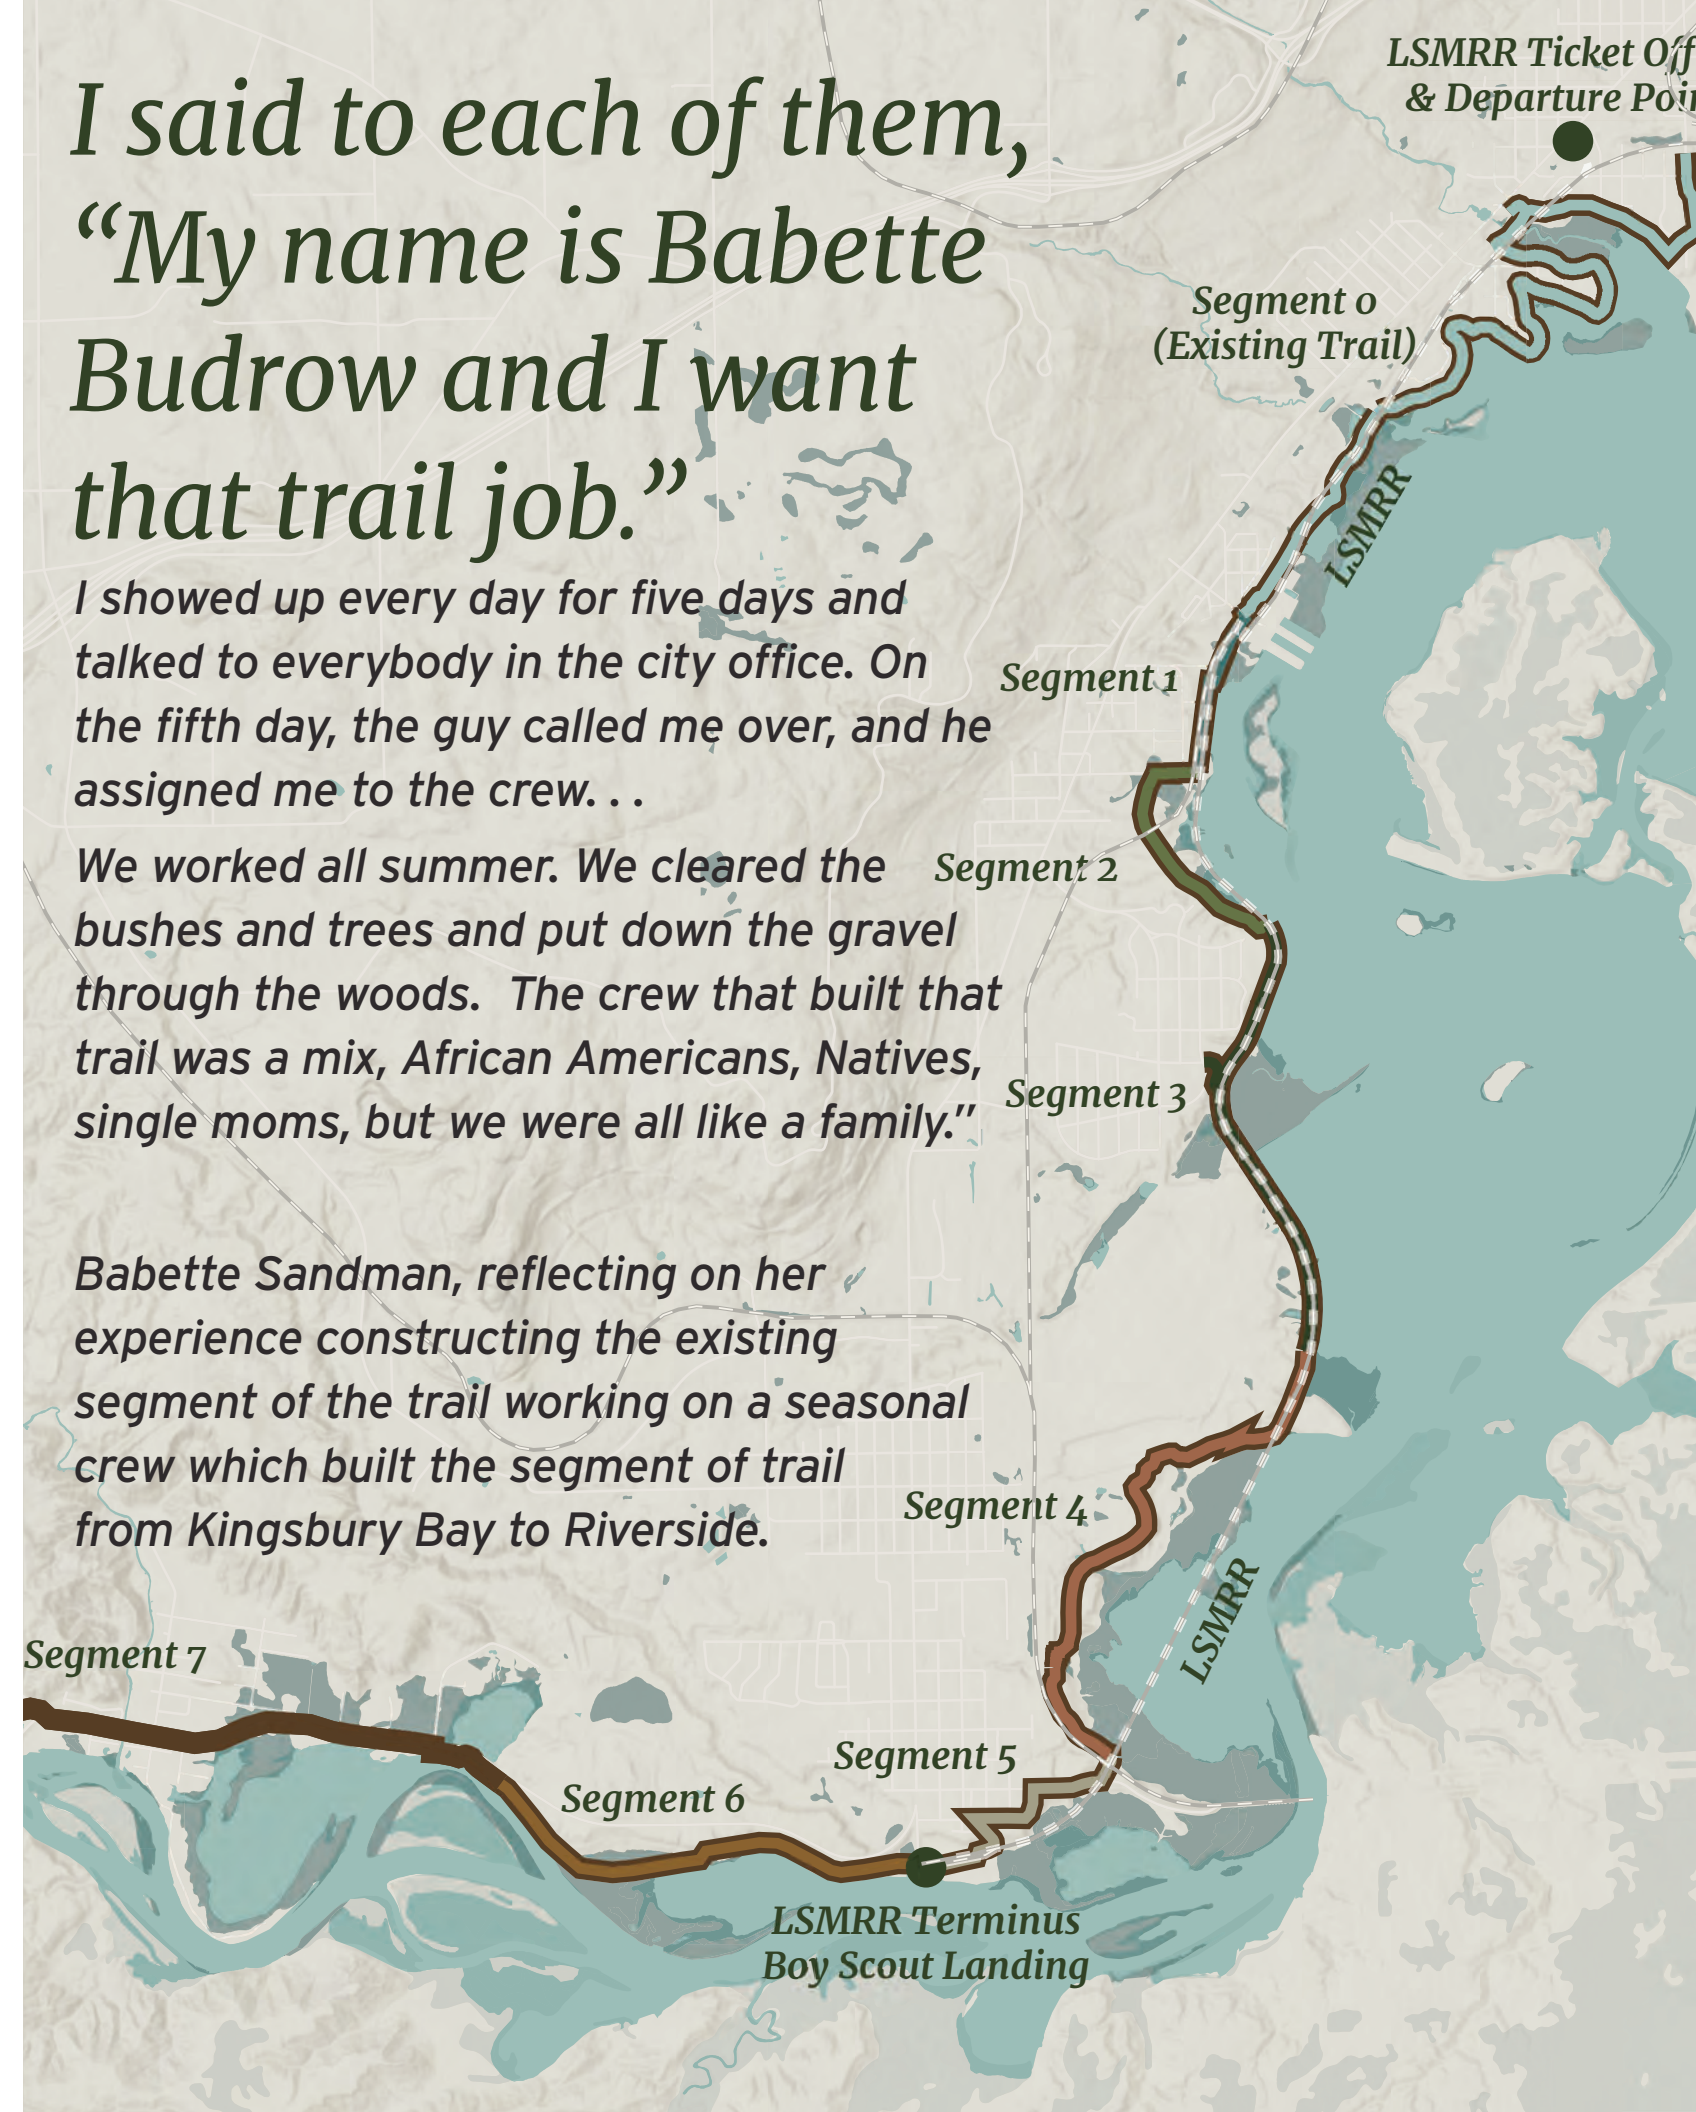 I said to each of them,
“My name is Babette
Budrow and I want
that trail job.”
I showed up every day for five days and
talked to everybody in the city office. On
the fifth day, the guy called me over, and he
assigned me to the crew. . .
We worked all summer. We cleared the
bushes and trees and put down the gravel
through the woods.  The crew that built that
trail was a mix, African Americans, Natives,
single moms, but we were all like a family.”
Babette Sandman, reflecting on her
experience constructing the existing
segment of the trail working on a seasonal
crew which built the segment of trail
from Kingsbury Bay to Riverside.
LSMRR Ticket Off
& Departure Poin
Segment 0
(Existing Trail)
LSMRR
Segment 1
Segment 2
Segment 3
Segment 4
LSMRR
Segment 5
Segment 6
Segment 7
LSMRR Terminus
Boy Scout Landing